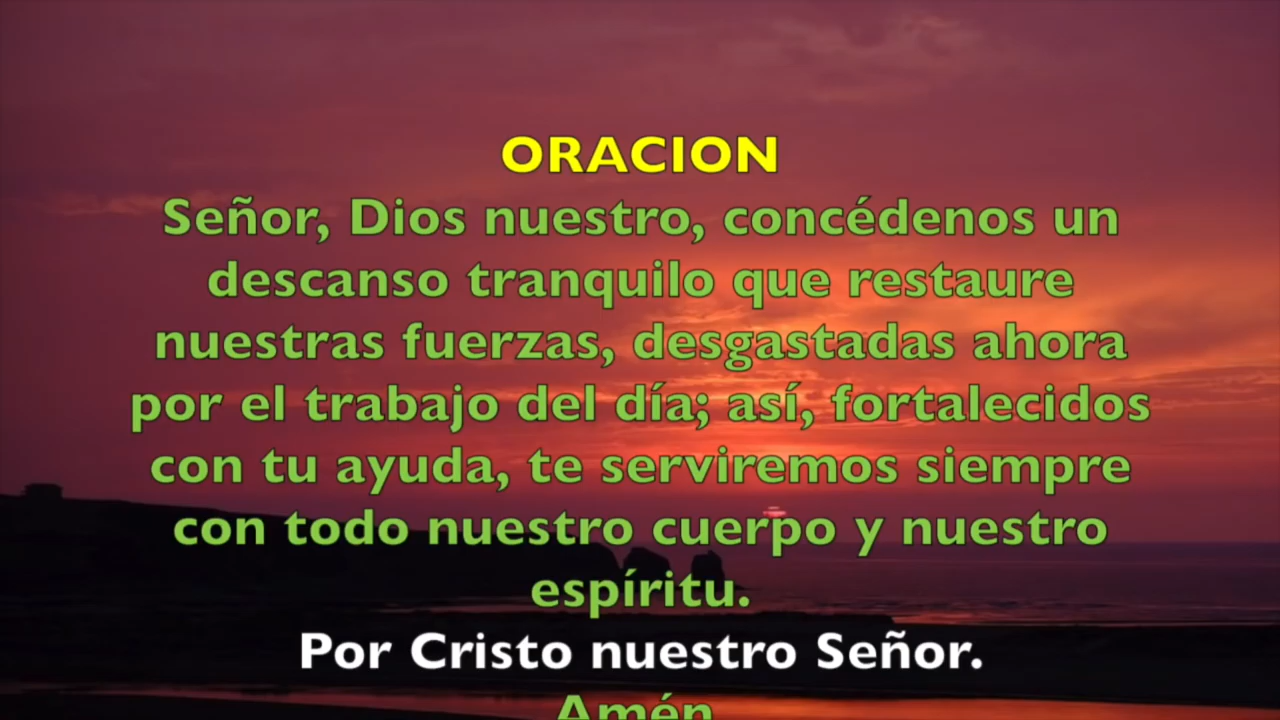 ORACION
Señor, Dios nuestro, concédenos un
descanso tranquilo que restaure
nuestras fuerzas, desgastadas ahora
por el trabajo del día; así, fortalecidos
con tu ayuda, te serviremos siempre
con todo nuestro cuerpo y nuestro
espíritu.
Por Cristo nuestro Señor.
Amén